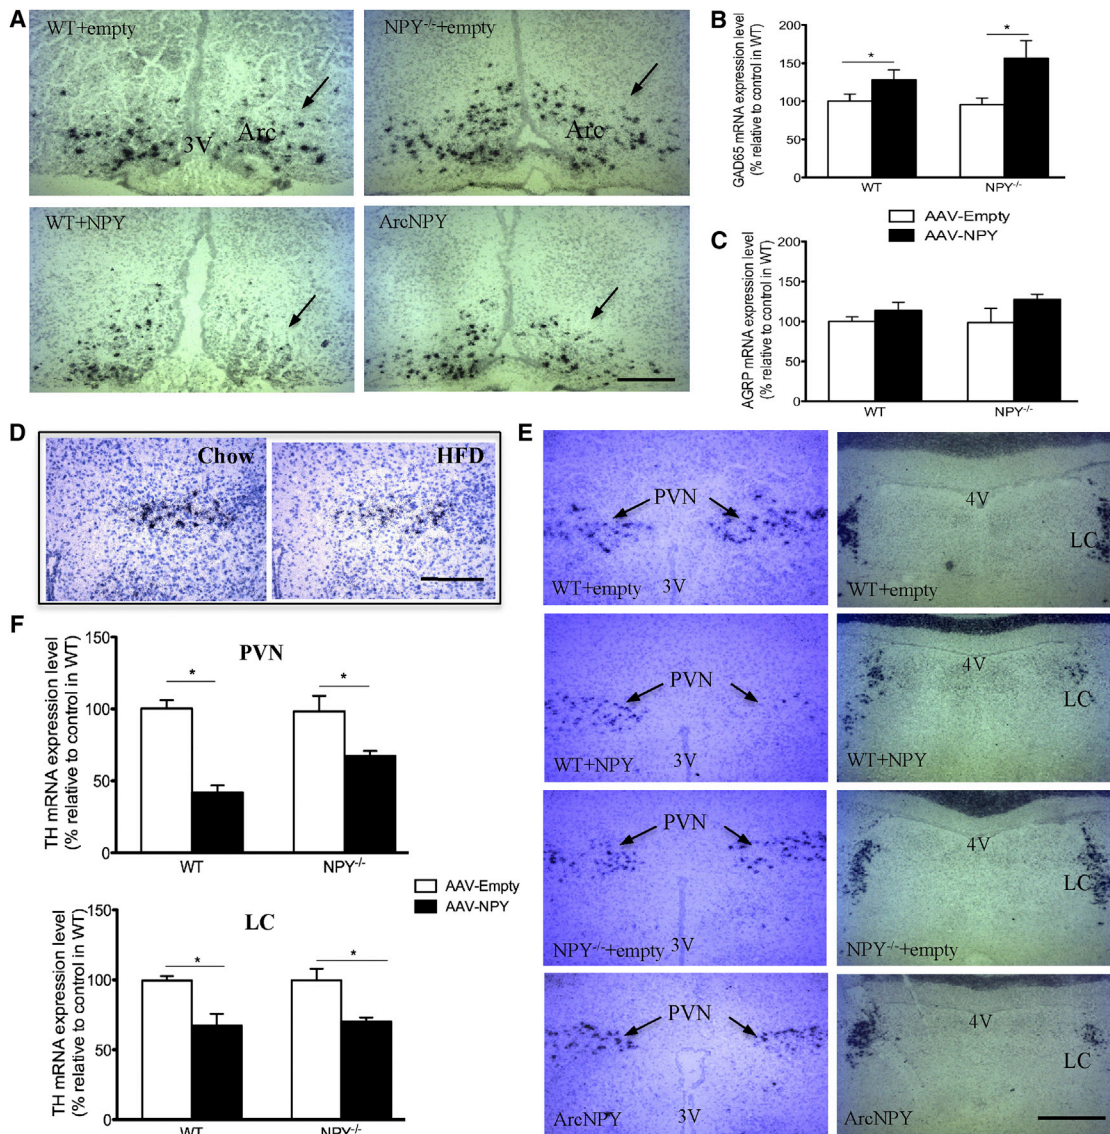 A
WT+empty
Arc
3V
NPY⁻/⁻+empty
Arc
WT+NPY
ArcNPY
B
GAD65 mRNA expression level
(% relative to control in WT)
200
150
100
50
0
*
*
WT
NPY⁻/⁻
AAV-Empty
AAV-NPY
C
AGRP mRNA expression level
(% relative to control in WT)
200
150
100
50
0
WT
NPY⁻/⁻
D
Chow
HFD
E
PVN
WT+empty
3V
4V
LC
WT+empty
PVN
3V
WT+NPY
4V
LC
WT+NPY
PVN
NPY⁻/⁻+empty
3V
4V
LC
NPY⁻/⁻+empty
PVN
ArcNPY
3V
4V
LC
ArcNPY
F
PVN
TH mRNA expression level
(% relative to control in WT)
150
100
50
0
*
*
WT
NPY⁻/⁻
AAV-Empty
AAV-NPY
LC
TH mRNA expression level
(% relative to control in WT)
150
100
50
0
*
*
WT
NPY⁻/⁻